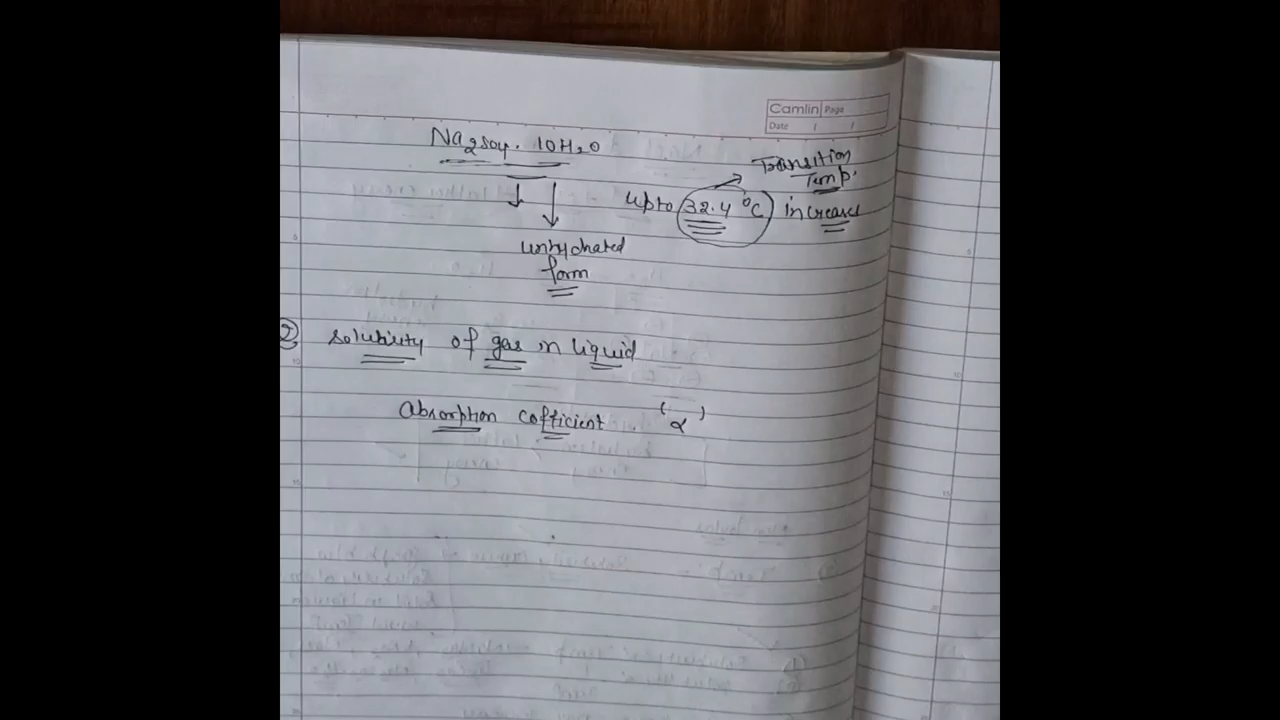 Camlin Page
Date / /
Na2SO4. 10H2O
Transition
Temp.
upto 32.4 °C increases
unhydrated
form
2) solubility of gas in liquid
Absorption cofficient (α)